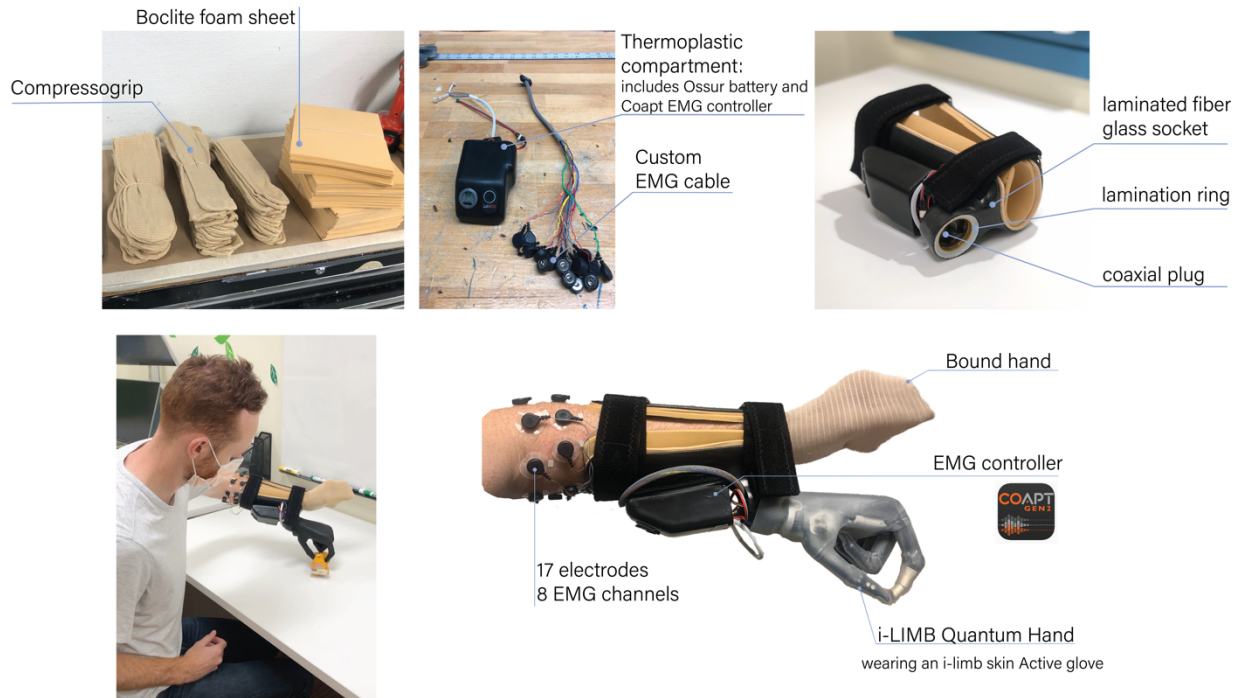 Boclite foam sheet
Compressogrip
Thermoplastic
compartment:
includes Ossur battery and
Coapt EMG controller
Custom
EMG cable
laminated fiber
glass socket
lamination ring
coaxial plug
Bound hand
EMG controller
COAPT
GEN2
17 electrodes
8 EMG channels
i-LIMB Quantum Hand
wearing an i-limb skin Active glove